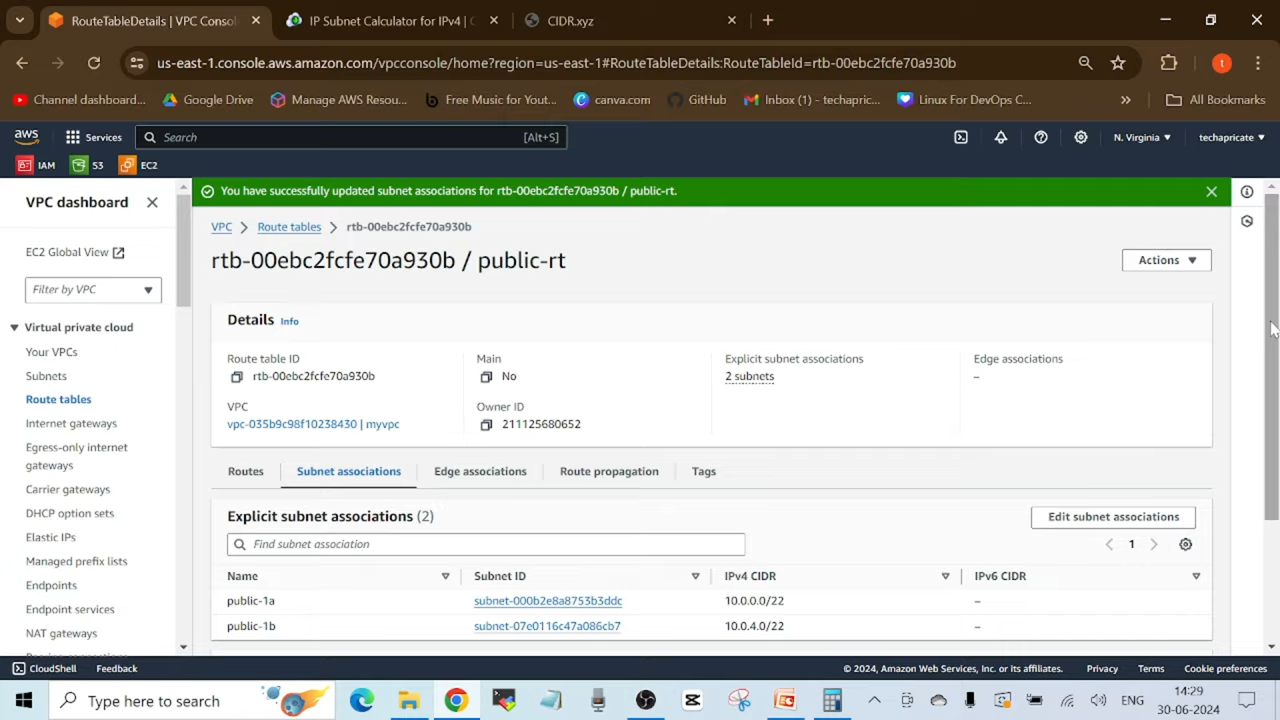 RouteTableDetails | VPC Console
IP Subnet Calculator for IPv4 |
CIDR.xyz
us-east-1.console.aws.amazon.com/vpcconsole/home?region=us-east-1#RouteTableDetails:RouteTableId=rtb-00ebc2fcfe70a930b
t
Channel dashboard...
Google Drive
Manage AWS Resou...
Free Music for Yout...
canva.com
GitHub
Inbox (1) - techapric...
Linux For DevOps C...
All Bookmarks
aws
Services
Search
[Alt+S]
N. Virginia
techapricate
IAM
S3
EC2
VPC dashboard
You have successfully updated subnet associations for rtb-00ebc2fcfe70a930b / public-rt.
EC2 Global View
Filter by VPC
Virtual private cloud
Your VPCs
Subnets
Route tables
Internet gateways
Egress-only internet
gateways
Carrier gateways
DHCP option sets
Elastic IPs
Managed prefix lists
Endpoints
Endpoint services
NAT gateways
VPC
Route tables
rtb-00ebc2fcfe70a930b
rtb-00ebc2fcfe70a930b / public-rt
Actions
Details Info
Route table ID
rtb-00ebc2fcfe70a930b
Main
No
Explicit subnet associations
2 subnets
Edge associations
–
VPC
vpc-035b9c98f10238430 | myvpc
Owner ID
211125680652
Routes
Subnet associations
Edge associations
Route propagation
Tags
Explicit subnet associations (2)
Edit subnet associations
Find subnet association
1
Name
Subnet ID
IPv4 CIDR
IPv6 CIDR
public-1a
subnet-000b2e8a8753b3ddc
10.0.0.0/22
–
public-1b
subnet-07e0116c47a086cb7
10.0.4.0/22
–
CloudShell
Feedback
© 2024, Amazon Web Services, Inc. or its affiliates.
Privacy
Terms
Cookie preferences
Type here to search
ENG
14:29
30-06-2024